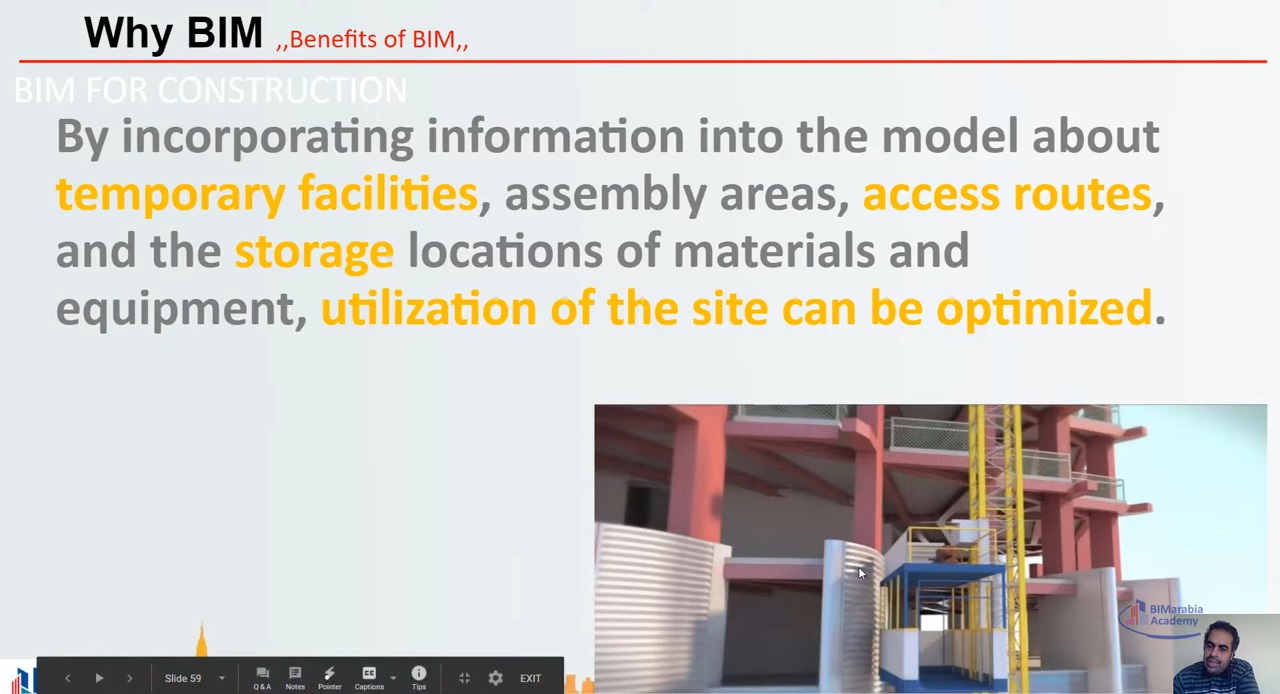 Why BIM ,,Benefits of BIM,,
BIM FOR CONSTRUCTION
By incorporating information into the model about
temporary facilities, assembly areas, access routes,
and the storage locations of materials and
equipment, utilization of the site can be optimized.
BIMarabia
Academy
Slide 59
Q & A
Notes
Pointer
Captions
Tips
EXIT